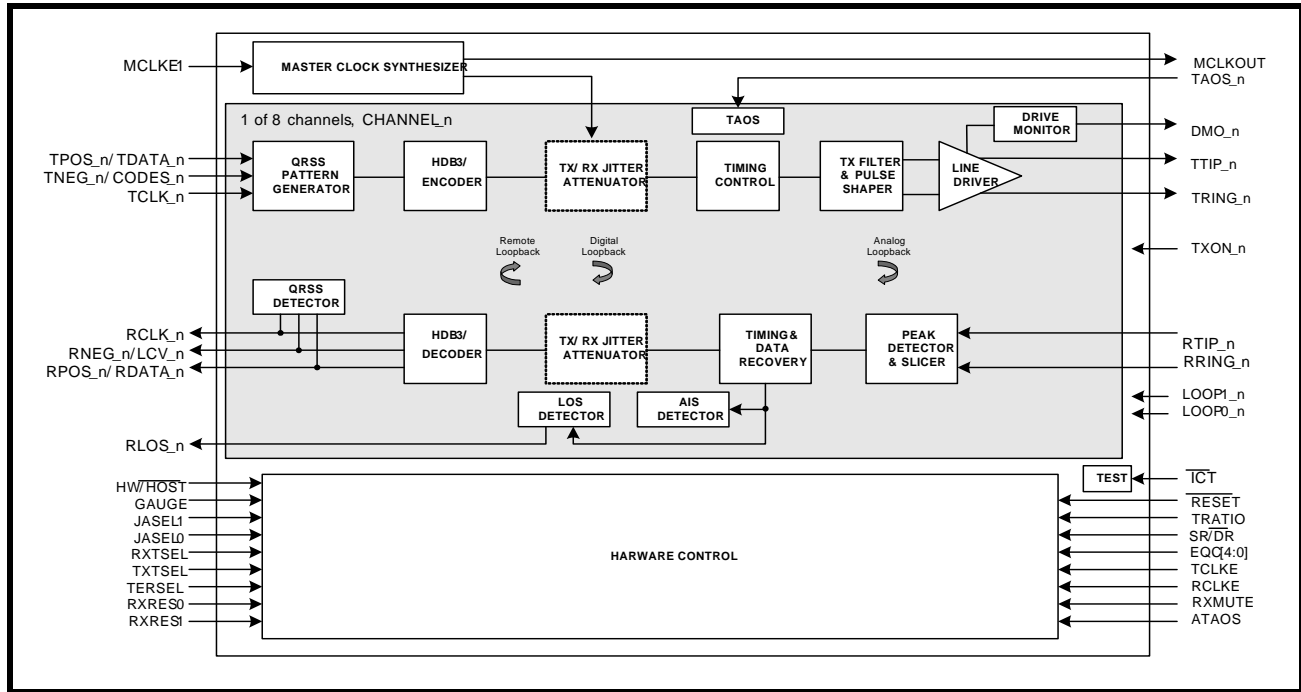 MCLKE1
MASTER CLOCK SYNTHESIZER
MCLKOUT
TAOS_n
1 of 8 channels, CHANNEL_n
TAOS
DRIVE
MONITOR
DMO_n
TPOS_n/ TDATA_n
TNEG_n/ CODES_n
TCLK_n
QRSS
PATTERN
GENERATOR
HDB3/
ENCODER
TX/ RX JITTER
ATTENUATOR
TIMING
CONTROL
TX FILTER
& PULSE
SHAPER
LINE
DRIVER
TTIP_n
TRING_n
Remote
Loopback
Digital
Loopback
Analog
Loopback
TXON_n
QRSS
DETECTOR
RCLK_n
RNEG_n/ LCV_n
RPOS_n/ RDATA_n
HDB3/
DECODER
TX/ RX JITTER
ATTENUATOR
TIMING &
DATA
RECOVERY
PEAK
DETECTOR
& SLICER
RTIP_n
RRING_n
LOS
DETECTOR
AIS
DETECTOR
LOOP1_n
LOOP0_n
RLOS_n
TEST
ICT
HW/HOST
GAUGE
JASEL1
JASEL0
RXTSEL
TXTSEL
TERSEL
RXRES0
RXRES1
HARWARE CONTROL
RESET
TRATIO
SR/DR
EQC[4:0]
TCLKE
RCLKE
RXMUTE
ATAOS